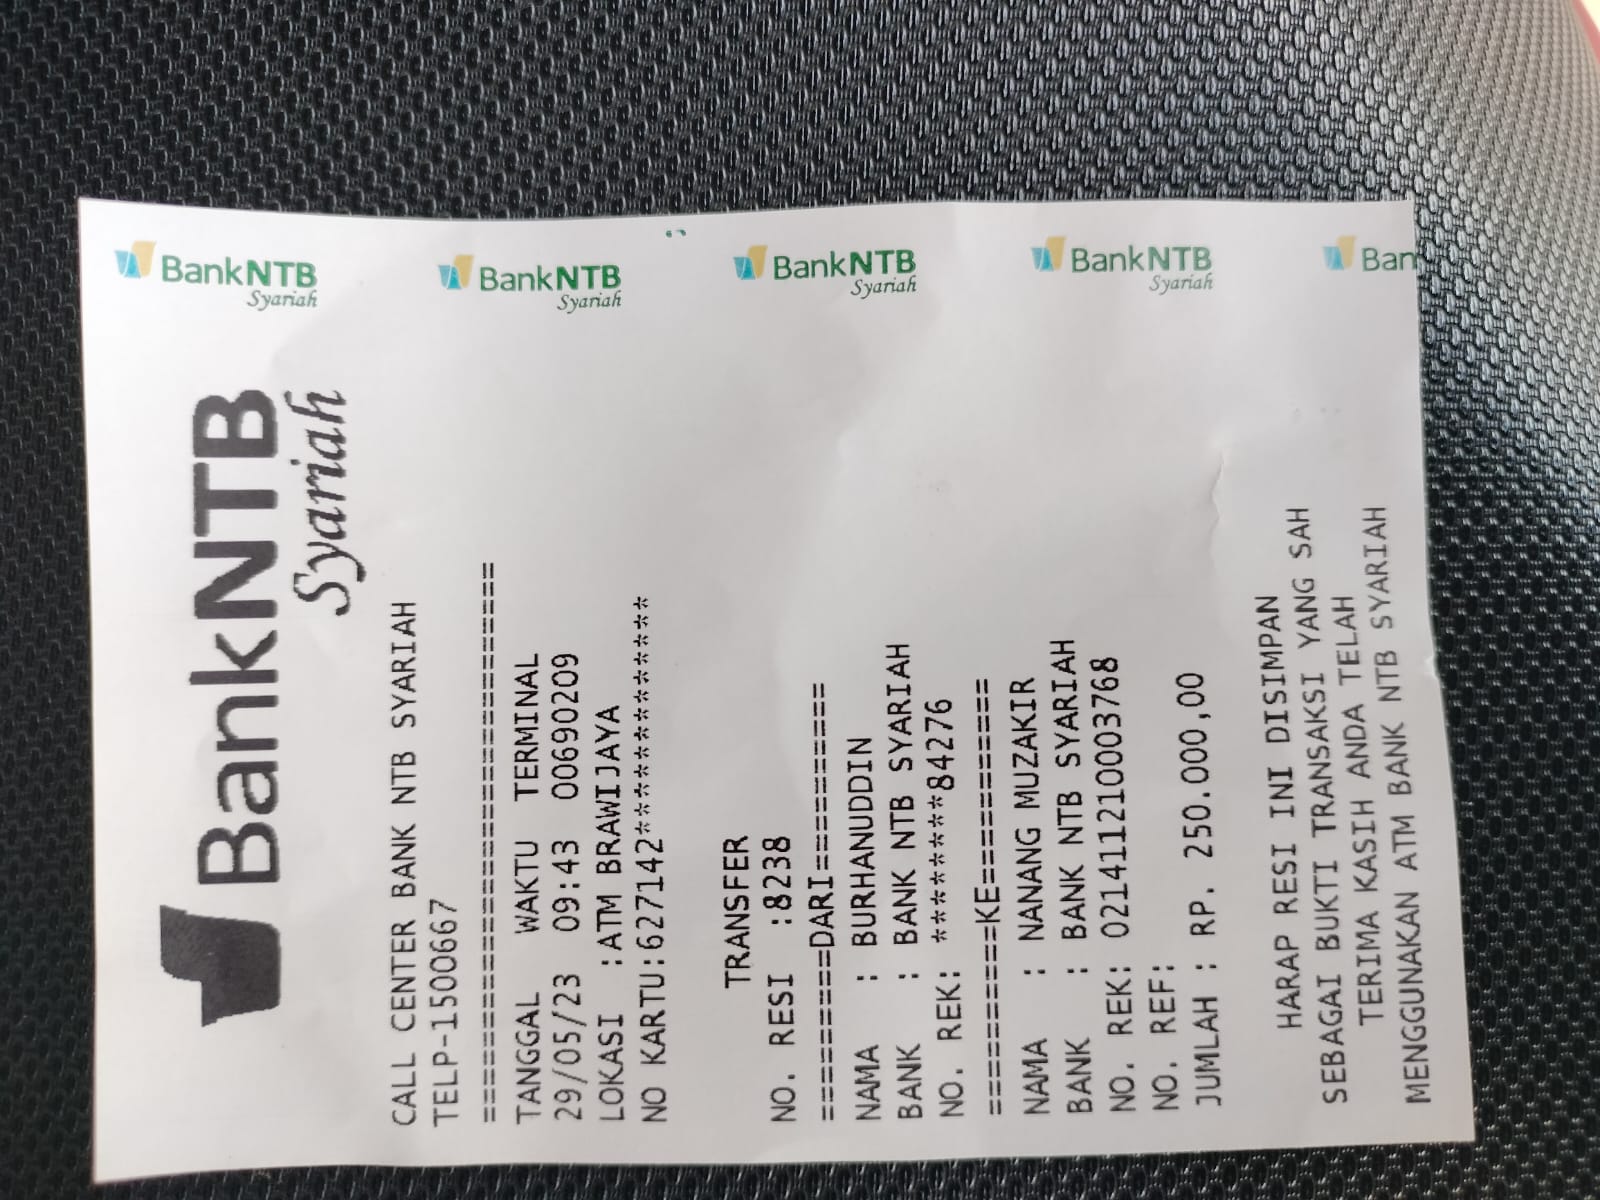 BankNTB
Syariah
BankNTB
Syariah
BankNTB
Syariah
BankNTB
Syariah
Ban
BankNTB
Syariah
CALL CENTER BANK NTB SYARIAH
TELP-1500667
================================
TANGGAL WAKTU TERMINAL
29/05/23 09:43 00690209
LOKASI :ATM BRAWIJAYA
NO KARTU:627142*************
TRANSFER
NO. RESI :8238
==========DARI==========
NAMA : BURHANUDDIN
BANK : BANK NTB SYARIAH
NO. REK: ********84276
===========KE===========
NAMA : NANANG MUZAKIR
BANK : BANK NTB SYARIAH
NO. REK: 021411210003768
NO. REF:
JUMLAH : RP. 250.000,00
HARAP RESI INI DISIMPAN
SEBAGAI BUKTI TRANSAKSI YANG SAH
TERIMA KASIH ANDA TELAH
MENGGUNAKAN ATM BANK NTB SYARIAH